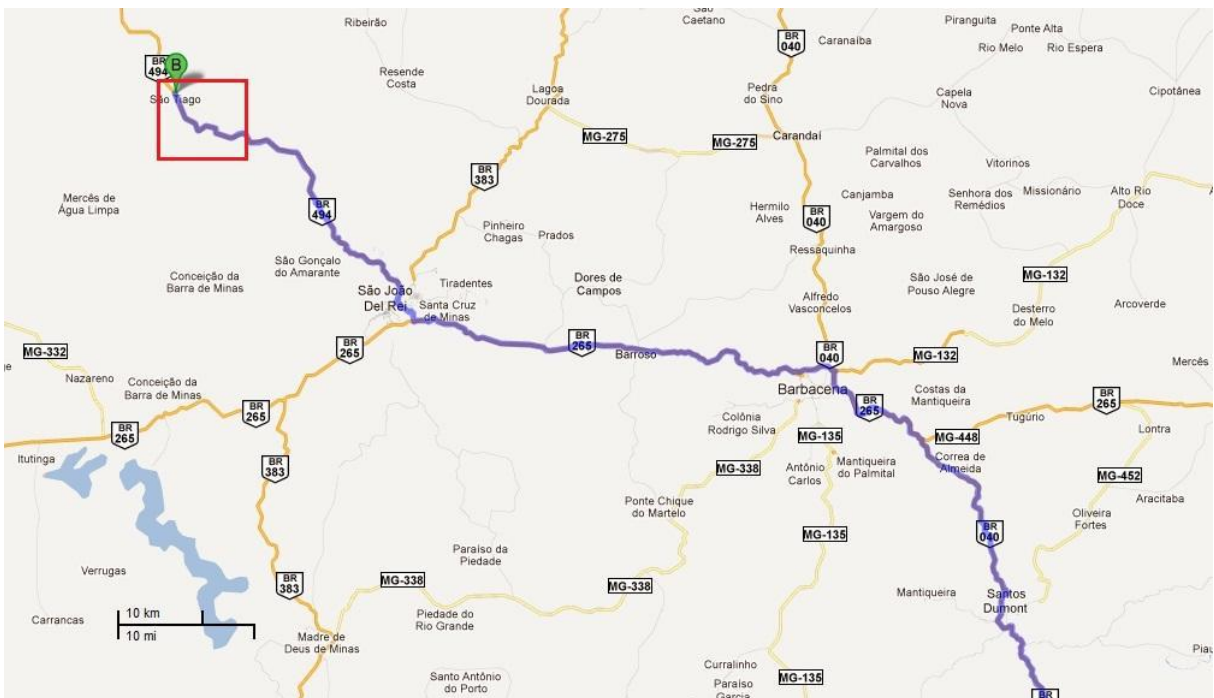 São
Caetano
Ribeirão
Piranguita
Ponte Alta
BR
040
Caranaíba
Rio Melo
Rio Espera
BR
494
B
Resende
Costa
Lagoa
Dourada
Pedra
do Sino
Capela
Nova
Cipotânea
São Tiago
MG-275
MG-275
Carandaí
Palmital dos
Carvalhos
Vitorinos
BR
383
Mercês de
Água Limpa
BR
494
Canjamba
Senhora dos
Remédios
Missionário
Alto Rio
Doce
Hermilo
Alves
BR
040
Vargem do
Amargoso
Pinheiro
Chagas
Prados
Ressaquinha
São Gonçalo
do Amarante
Conceição da
Barra de Minas
Tiradentes
Dores de
Campos
São José de
Pouso Alegre
MG-132
São João
Del Rei
Santa Cruz
de Minas
Alfredo
Vasconcelos
Desterro
do Melo
Arcoverde
MG-332
BR
265
BR
265
Barroso
BR
040
MG-132
Mercês
Nazareno
Conceição da
Barra de Minas
Barbacena
Costas da
Mantiqueira
BR
265
BR
265
BR
265
BR
265
Colônia
Rodrigo Silva
Tugúrio
Lontra
MG-135
MG-448
Itutinga
BR
383
MG-338
Antônio
Carlos
Mantiqueira
do Palmital
Correa de
Almeida
MG-452
Aracitaba
Ponte Chique
do Martelo
Oliveira
Fortes
BR
040
MG-135
Paraíso da
Piedade
Verrugas
BR
383
MG-338
MG-338
Mantiqueira
Santos
Dumont
10 km
10 mi
Carrancas
Piedade do
Rio Grande
Madre de
Deus de Minas
Piau
Curralinho
Santo Antônio
do Porto
MG-135
Paraíso
Garcia
BR
040